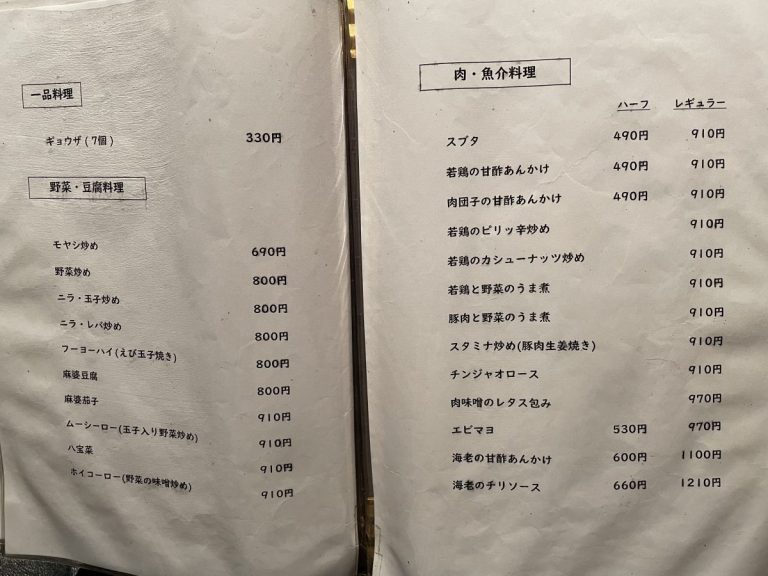 一品料理
ギョウザ(7個) 330円
野菜・豆腐料理
モヤシ炒め 690円
野菜炒め 800円
ニラ・玉子炒め 800円
ニラ・レバ炒め 800円
フーヨーハイ(えび玉子焼き) 800円
麻婆豆腐 800円
麻婆茄子 910円
ムーシーロー(玉子入り野菜炒め) 910円
八宝菜 910円
ホイコーロー(野菜の味噌炒め) 910円
肉・魚介料理
ハーフ レギュラー
スブタ 490円 910円
若鶏の甘酢あんかけ 490円 910円
肉団子の甘酢あんかけ 490円 910円
若鶏のピリッ辛炒め 910円
若鶏のカシューナッツ炒め 910円
若鶏と野菜のうま煮 910円
豚肉と野菜のうま煮 910円
スタミナ炒め(豚肉生姜焼き) 910円
チンジャオロース 910円
肉味噌のレタス包み 970円
エビマヨ 530円 970円
海老の甘酢あんかけ 600円 1100円
海老のチリソース 660円 1210円